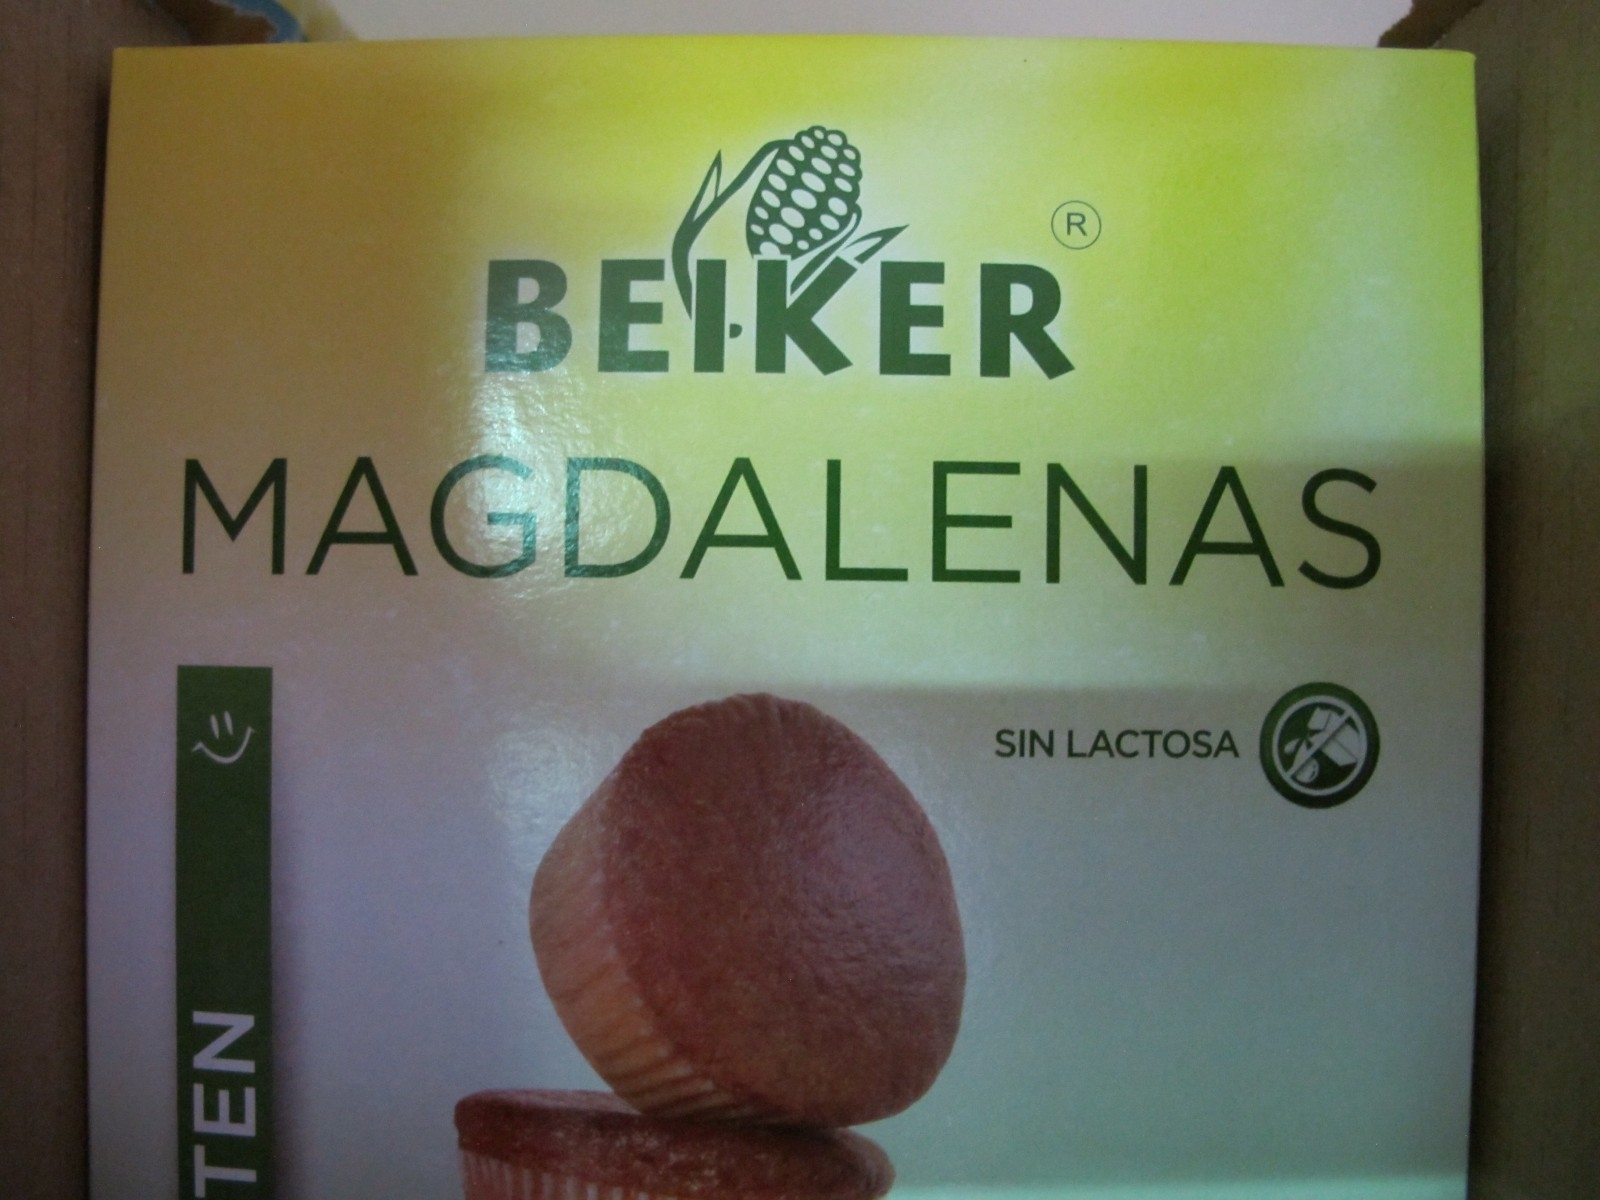 BEIKER
®
MAGDALENAS
SIN LACTOSA
TEN